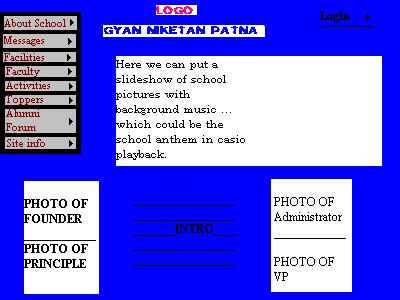 LOGO
GYAN NIKETAN PATNA
Login
About School
Messages
Facilities
Faculty
Activities
Toppers
Alumni
Forum
Site info
Here we can put a
slideshow of school
pictures with
background music ...
which could be the
school anthem in casio
playback.
PHOTO OF
FOUNDER
PHOTO OF
PRINCIPLE
INTRO
PHOTO OF
Administrator
PHOTO OF
VP